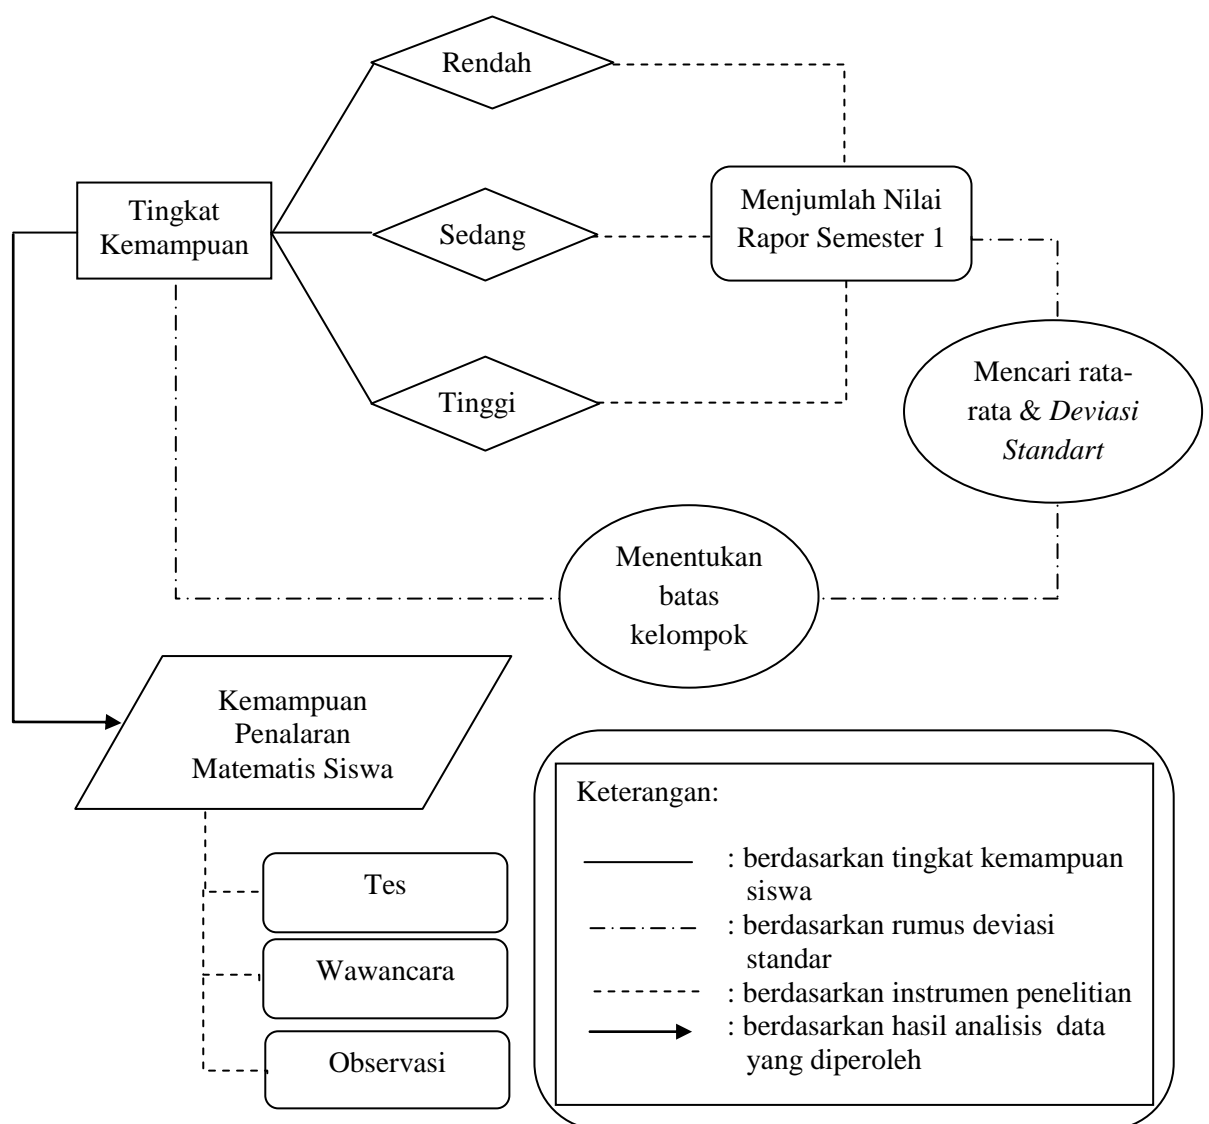 Rendah
Tingkat
Kemampuan
Sedang
Menjumlah Nilai
Rapor Semester 1
Tinggi
Mencari rata-
rata & Deviasi
Standart
Menentukan
batas
kelompok
Kemampuan
Penalaran
Matematis Siswa
Tes
Wawancara
Observasi
Keterangan:
: berdasarkan tingkat kemampuan
siswa
: berdasarkan rumus deviasi
standar
: berdasarkan instrumen penelitian
: berdasarkan hasil analisis data
yang diperoleh